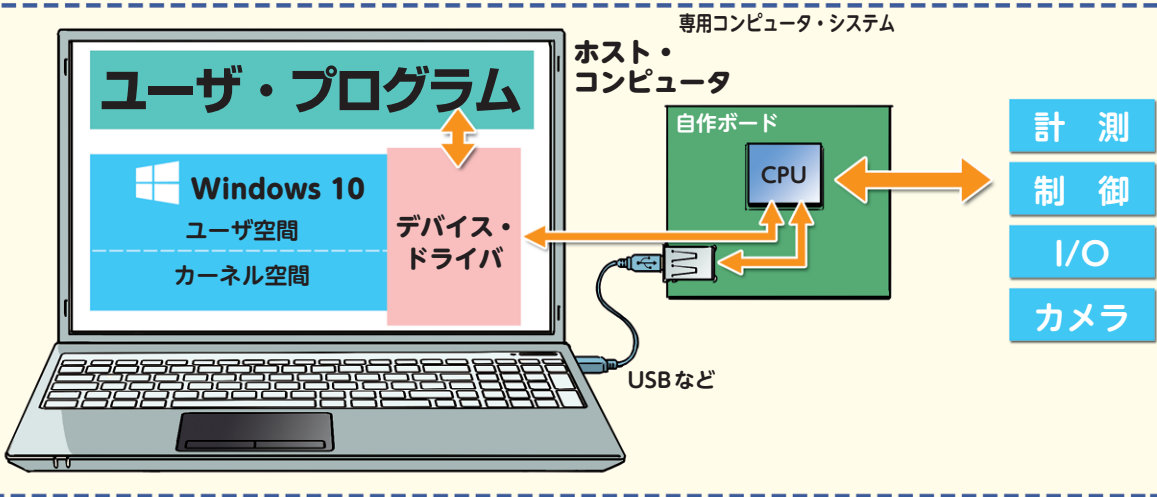 専用コンピュータ・システム
ホスト・
コンピュータ
ユーザ・プログラム
Windows 10
ユーザ空間
カーネル空間
デバイス・
ドライバ
自作ボード
CPU
計 測
制 御
I/O
カメラ
USBなど